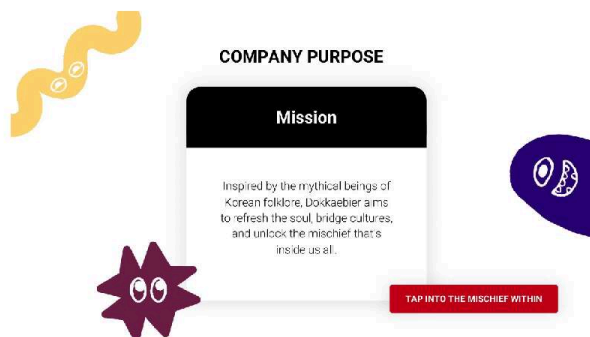 COMPANY PURPOSE
Mission
Inspired by the mythical beings of
Korean folklore, Dokkaebier aims
to refresh the soul, bridge cultures,
and unlock the mischief that's
inside us all.
TAP INTO THE MISCHIEF WITHIN